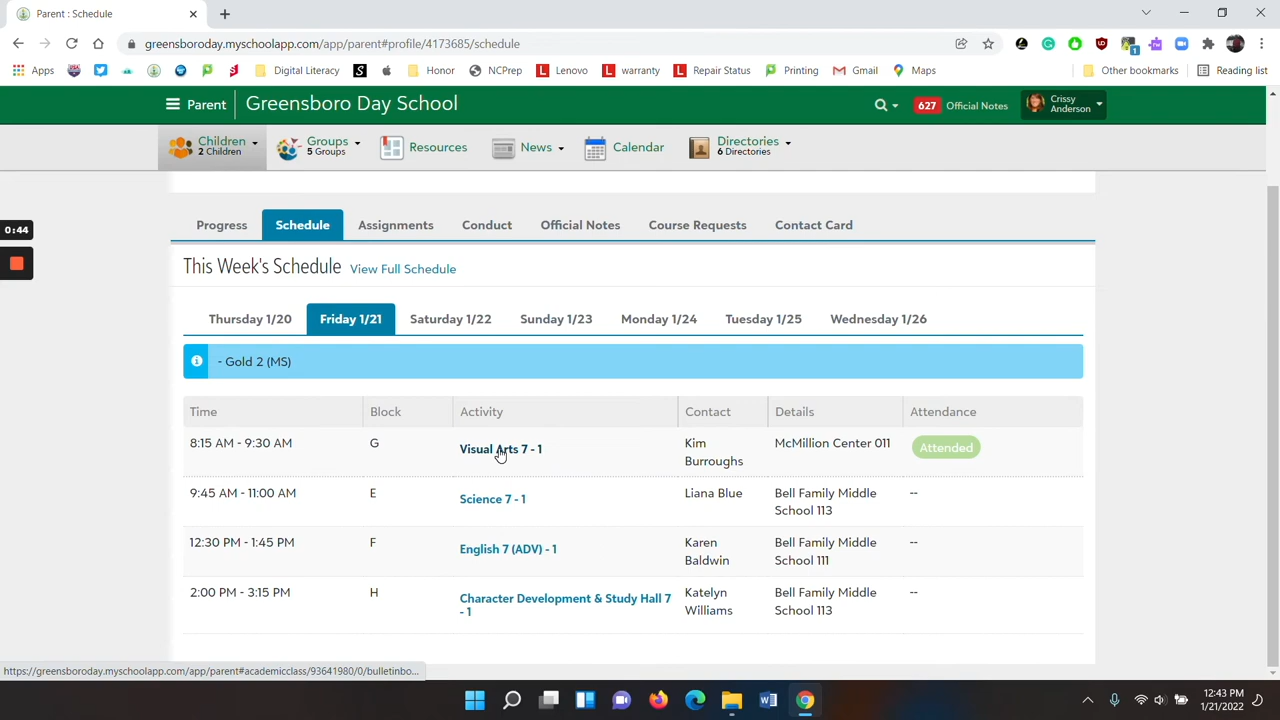 Parent : Schedule
greensboroday.myschoolapp.com/app/parent#profile/4173685/schedule
Apps
Digital Literacy
Honor
NCPrep
Lenovo
warranty
Repair Status
Printing
Gmail
Maps
Other bookmarks
Reading list
Parent
Greensboro Day School
627
Official Notes
Crissy
Anderson
Children
2 Children
Groups
5 Groups
Resources
News
Calendar
Directories
6 Directories
0:44
Progress
Schedule
Assignments
Conduct
Official Notes
Course Requests
Contact Card
This Week's Schedule
View Full Schedule
Thursday 1/20
Friday 1/21
Saturday 1/22
Sunday 1/23
Monday 1/24
Tuesday 1/25
Wednesday 1/26
- Gold 2 (MS)
Time
Block
Activity
Contact
Details
Attendance
8:15 AM - 9:30 AM
G
Visual Arts 7 - 1
Kim
Burroughs
McMillion Center 011
Attended
9:45 AM - 11:00 AM
E
Science 7 - 1
Liana Blue
Bell Family Middle
School 113
--
12:30 PM - 1:45 PM
F
English 7 (ADV) - 1
Karen
Baldwin
Bell Family Middle
School 111
--
2:00 PM - 3:15 PM
H
Character Development & Study Hall 7
- 1
Katelyn
Williams
Bell Family Middle
School 113
--
https://greensboroday.myschoolapp.com/app/parent#academicclass/93641980/0/bulletinbo...
12:43 PM
1/21/2022